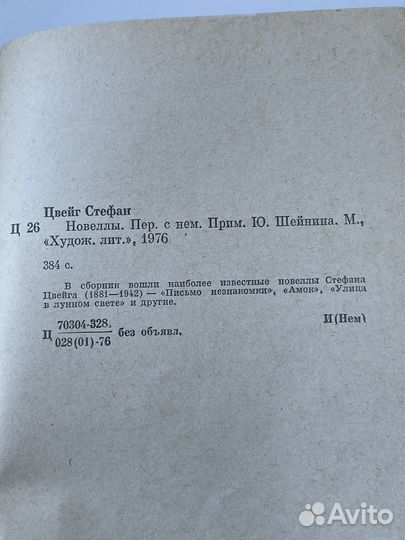 Цвейг Стефан
Ц 26 Новеллы. Пер. с нем. Прим. Ю. Шейнина. М.,
«Худож. лит.», 1976
384 с.
В сборник вошли наиболее известные новеллы Стефана
Цвейга (1881—1942) — «Письмо незнакомки», «Амок», «Улица
в лунном свете» и другие.
Ц 70304-328
028(01)-76 без объявл.
И(Нем)
Avito